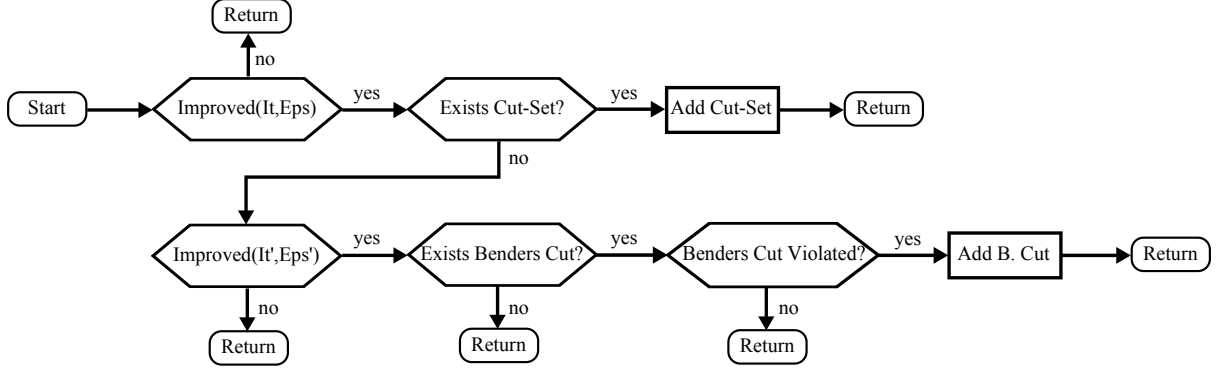 Return
no
Start
Improved(It,Eps)
yes
Exists Cut-Set?
yes
Add Cut-Set
Return
no
Improved(It',Eps')
yes
Exists Benders Cut?
yes
Benders Cut Violated?
yes
Add B. Cut
Return
no
no
no
Return
Return
Return